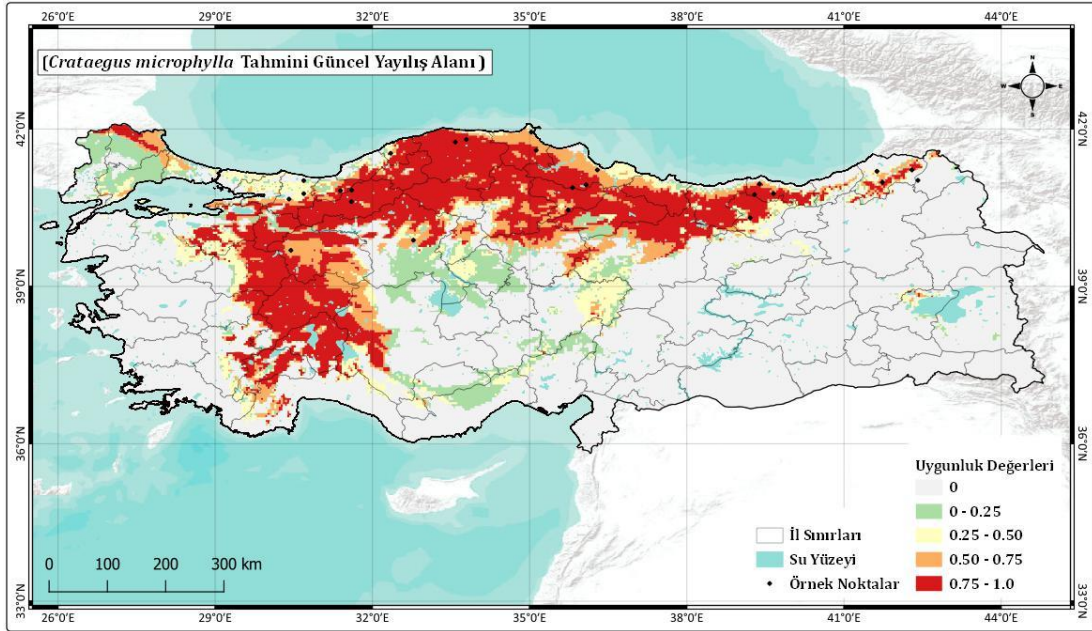 26°0'E 29°0'E 32°0'E 35°0'E 38°0'E 41°0'E 44°0'E
(Crataegus microphylla Tahmini Güncel Yayılış Alanı )
N
W E
S
42°0'N 42°0'N
39°0'N 39°0'N
36°0'N 36°0'N
33°0'N 33°0'N
Uygunluk Değerleri
0
0 - 0.25
0.25 - 0.50
0.50 - 0.75
0.75 - 1.0
İl Sınırları
Su Yüzeyi
Örnek Noktalar
0 100 200 300 km
26°0'E 29°0'E 32°0'E 35°0'E 38°0'E 41°0'E 44°0'E